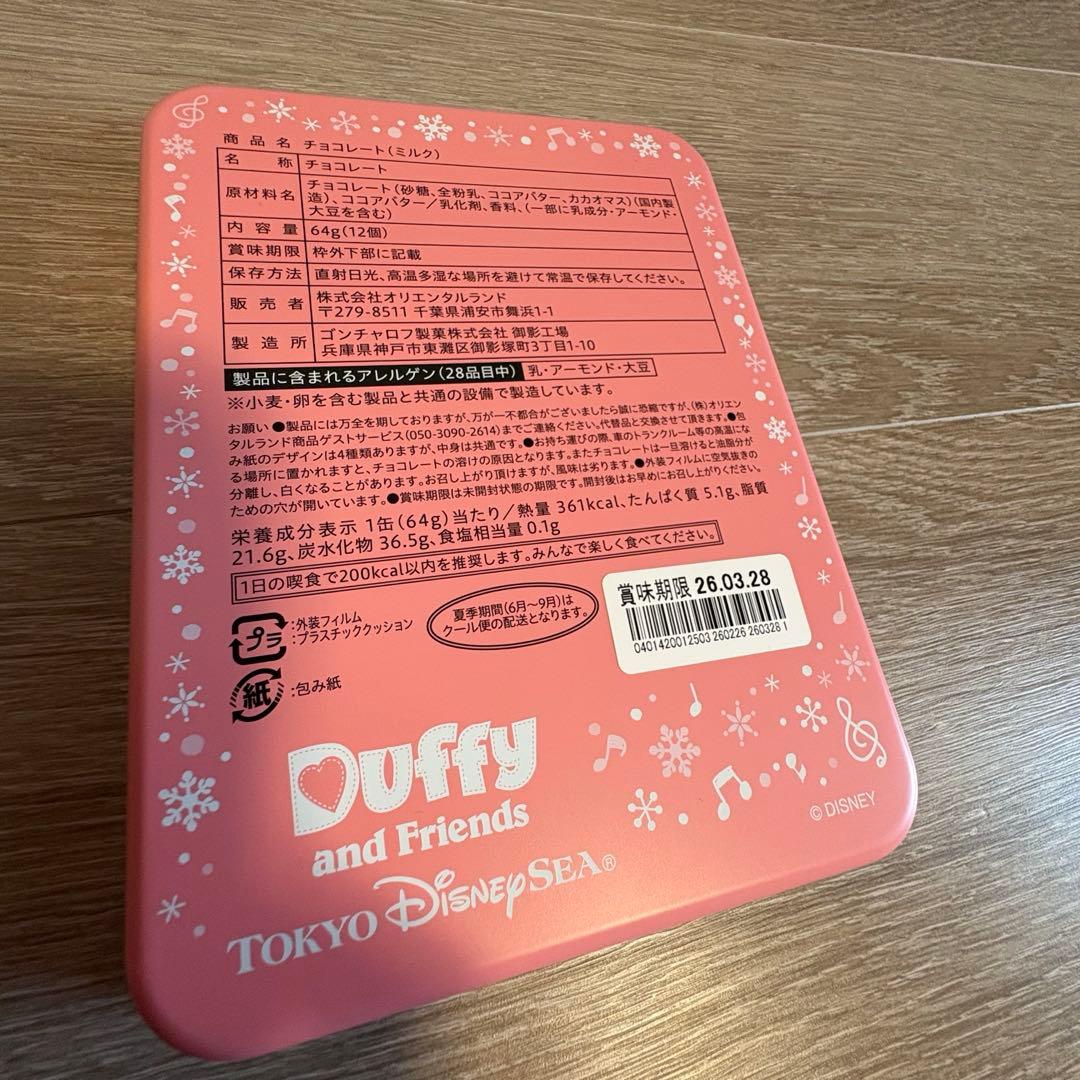 商品名 チョコレート(ミルク)
名称 チョコレート
原材料名 チョコレート(砂糖、全粉乳、ココアバター、カカオマス)(国内製
造)、ココアバター/乳化剤、香料、(一部に乳成分・アーモンド・
大豆を含む)
内容量 64g(12個)
賞味期限 枠外下部に記載
保存方法 直射日光、高温多湿な場所を避けて常温で保存してください。
販売者 株式会社オリエンタルランド
〒279-8511 千葉県浦安市舞浜1-1
製造所 ゴンチャロフ製菓株式会社 御影工場
兵庫県神戸市東灘区御影塚町3丁目1-10
製品に含まれるアレルゲン(28品目中) 乳・アーモンド・大豆
※小麦・卵を含む製品と共通の設備で製造しています。
お願い ●製品には万全を期しておりますが、万が一不都合がございましたら誠に恐縮ですが、(株)オリエン
タルランド商品ゲストサービス(050-3090-2614)までご連絡ください。代替品と交換させて頂きます。●包
み紙のデザインは4種類ありますが、中身は共通です。●お持ち運びの際、車のトランクルーム等の高温にな
る場所に置かれますと、チョコレートの溶けの原因となります。またチョコレートは一旦溶けると油脂分が
分離し、白くなることがあります。お召し上がり頂けますが、風味は劣ります。●外装フィルムに空気抜きの
ための穴が開いています。●賞味期限は未開封状態の期限です。開封後はお早めにお召し上がりください。
栄養成分表示 1缶(64g)当たり/熱量 361kcal、たんぱく質 5.1g、脂質
21.6g、炭水化物 36.5g、食塩相当量 0.1g
1日の喫食で200kcal以内を推奨します。みんなで楽しく食べてください。
プラ :外装フィルム
:プラスチッククッション
夏季期間(6月～9月)は
クール便の配送となります。
賞味期限 26.03.28
0401420012503 260226 260328 1
紙 :包み紙
Duffy
and Friends
TOKYO DISNEYSEA®
©DISNEY